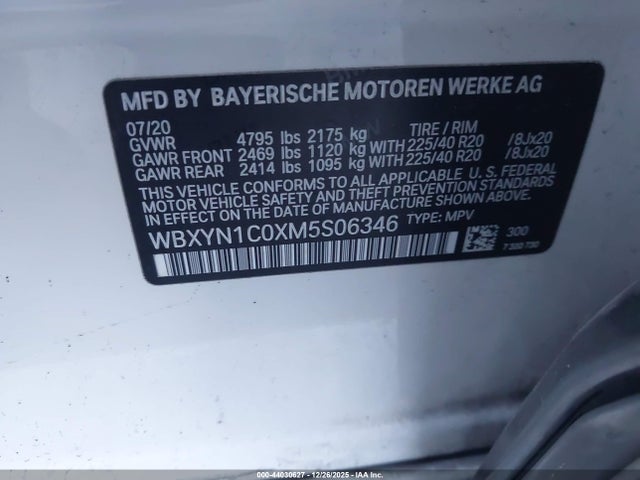 MFD BY BAYERISCHE MOTOREN WERKE AG
07/20
GVWR 4795 lbs 2175 kg TIRE / RIM
GAWR FRONT 2469 lbs 1120 kg WITH 225/40 R20 /8Jx20
GAWR REAR 2414 lbs 1095 kg WITH 225/40 R20 /8Jx20
THIS VEHICLE CONFORMS TO ALL APPLICABLE U. S. FEDERAL
MOTOR VEHICLE SAFETY, BUMPER, AND THEFT PREVENTION
STANDARDS IN EFFECT ON THE DATE OF MANUFACTURE SHOWN ABOVE.
WBXYN1C0XM5S06346 TYPE: MPV
300
000-44030627 - 12/26/2025 - IAAI.com